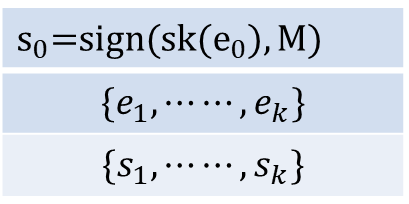 s₀=sign(sk(e₀),M)
{e₁,⋯⋯,eₖ}
{s₁,⋯⋯,sₖ}